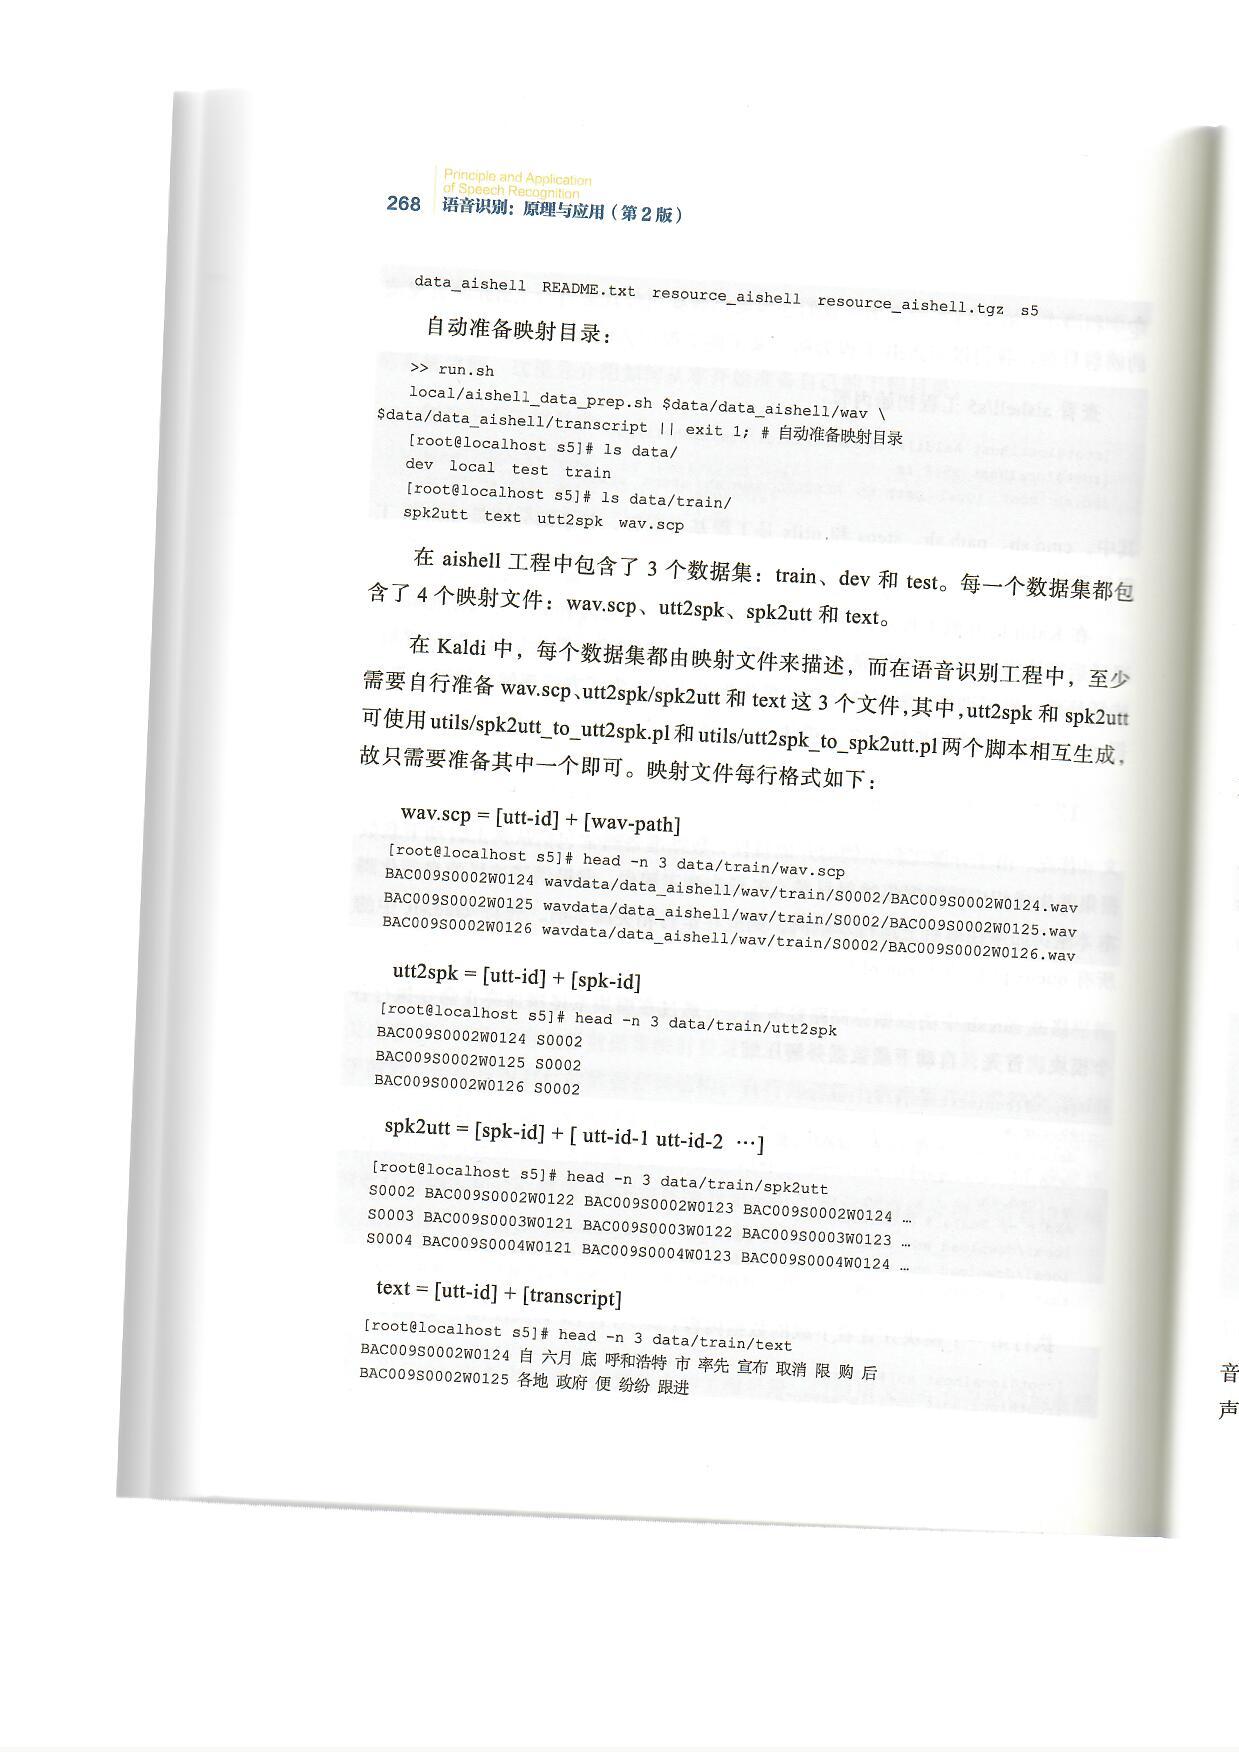 Principle and Application
of Speech Recognition
268 语音识别：原理与应用（第2版）
data_aishell README.txt resource_aishell resource_aishell.tgz s5
自动准备映射目录：
>> run.sh
local/aishell_data_prep.sh $data/data_aishell/wav \
$data/data_aishell/transcript || exit 1; # 自动准备映射目录
[root@localhost s5]# ls data/
dev local test train
[root@localhost s5]# ls data/train/
spk2utt text utt2spk wav.scp
在 aishell 工程中包含了 3 个数据集：train、dev 和 test。每一个数据集都包
含了 4 个映射文件：wav.scp、utt2spk、spk2utt 和 text。
在 Kaldi 中，每个数据集都由映射文件来描述，而在语音识别工程中，至少
需要自行准备 wav.scp、utt2spk/spk2utt 和 text 这 3 个文件，其中，utt2spk 和 spk2utt
可使用 utils/spk2utt_to_utt2spk.pl 和 utils/utt2spk_to_spk2utt.pl 两个脚本相互生成，
故只需要准备其中一个即可。映射文件每行格式如下：
wav.scp = [utt-id] + [wav-path]
[root@localhost s5]# head -n 3 data/train/wav.scp
BAC009S0002W0124 wavdata/data_aishell/wav/train/S0002/BAC009S0002W0124.wav
BAC009S0002W0125 wavdata/data_aishell/wav/train/S0002/BAC009S0002W0125.wav
BAC009S0002W0126 wavdata/data_aishell/wav/train/S0002/BAC009S0002W0126.wav
utt2spk = [utt-id] + [spk-id]
[root@localhost s5]# head -n 3 data/train/utt2spk
BAC009S0002W0124 S0002
BAC009S0002W0125 S0002
BAC009S0002W0126 S0002
spk2utt = [spk-id] + [ utt-id-1 utt-id-2 …]
[root@localhost s5]# head -n 3 data/train/spk2utt
S0002 BAC009S0002W0122 BAC009S0002W0123 BAC009S0002W0124 …
S0003 BAC009S0003W0121 BAC009S0003W0122 BAC009S0003W0123 …
S0004 BAC009S0004W0121 BAC009S0004W0123 BAC009S0004W0124 …
text = [utt-id] + [transcript]
[root@localhost s5]# head -n 3 data/train/text
BAC009S0002W0124 自 六月 底 呼和浩特 市 率先 宣布 取消 限 购 后
BAC009S0002W0125 各地 政府 便 纷纷 跟进
音
声